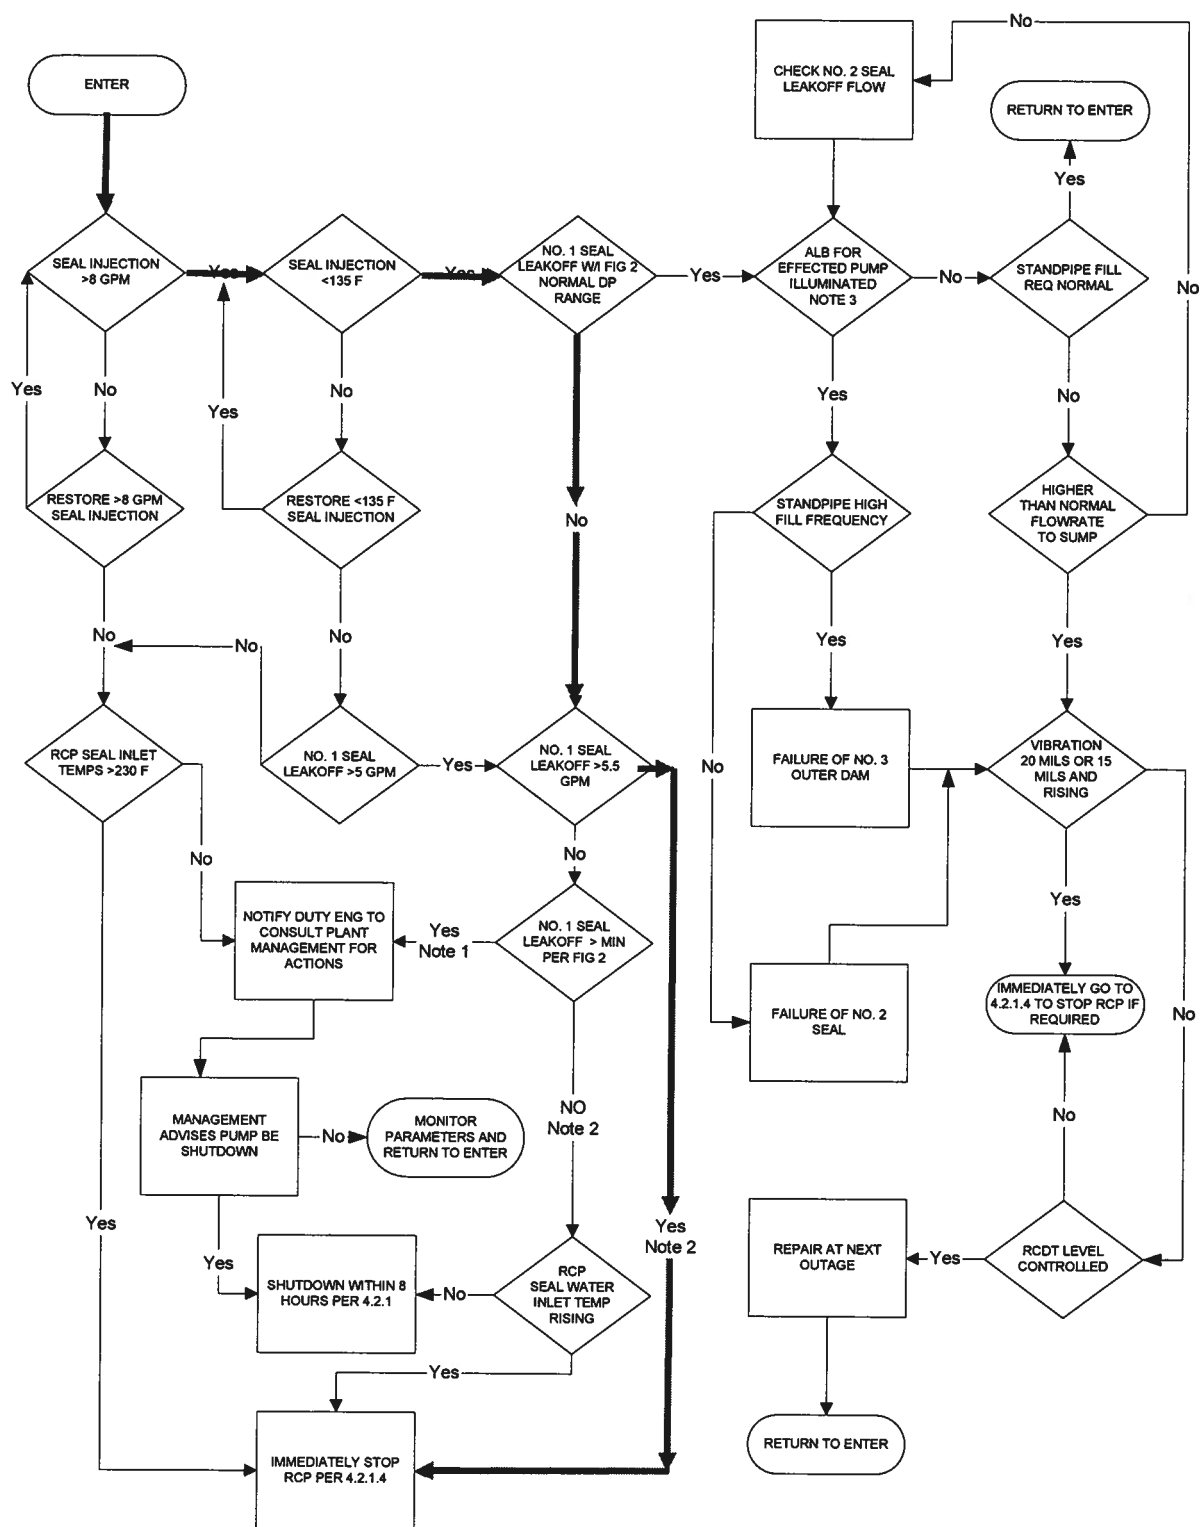 No
CHECK NO. 2 SEAL
LEAKOFF FLOW
ENTER
RETURN TO ENTER
Yes
SEAL INJECTION
>8 GPM
Yes
SEAL INJECTION
<135 F
Yes
NO. 1 SEAL
LEAKOFF W/I FIG 2
NORMAL DP
RANGE
Yes
ALB FOR
EFFECTED PUMP
ILLUMINATED
NOTE 3
No
STANDPIPE FILL
REQ NORMAL
No
Yes
No
Yes
No
Yes
No
RESTORE >8 GPM
SEAL INJECTION
RESTORE <135 F
SEAL INJECTION
No
STANDPIPE HIGH
FILL FREQUENCY
HIGHER
THAN NORMAL
FLOWRATE
TO SUMP
No
No
No
Yes
Yes
RCP SEAL INLET
TEMPS >230 F
NO. 1 SEAL
LEAKOFF >5 GPM
Yes
NO. 1 SEAL
LEAKOFF >5.5
GPM
No
FAILURE OF NO. 3
OUTER DAM
VIBRATION
20 MILS OR 15
MILS AND
RISING
No
No
Yes
NOTIFY DUTY ENG TO
CONSULT PLANT
MANAGEMENT FOR
ACTIONS
Yes
Note 1
NO. 1 SEAL
LEAKOFF > MIN
PER FIG 2
FAILURE OF NO. 2
SEAL
IMMEDIATELY GO TO
4.2.1.4 TO STOP RCP IF
REQUIRED
No
MANAGEMENT
ADVISES PUMP BE
SHUTDOWN
No
MONITOR
PARAMETERS AND
RETURN TO ENTER
NO
Note 2
No
Yes
Yes
Note 2
Yes
SHUTDOWN WITHIN 8
HOURS PER 4.2.1
No
RCP
SEAL WATER
INLET TEMP
RISING
REPAIR AT NEXT
OUTAGE
Yes
RCDT LEVEL
CONTROLLED
Yes
IMMEDIATELY STOP
RCP PER 4.2.1.4
RETURN TO ENTER